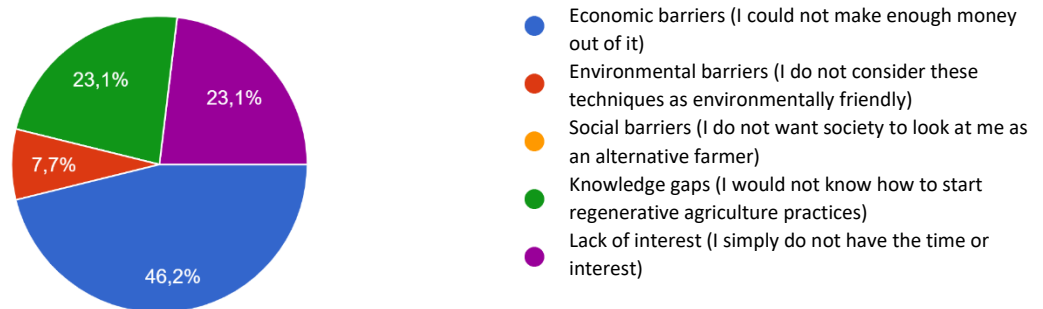 23,1%
23,1%
7,7%
46,2%
Economic barriers (I could not make enough money
out of it)
Environmental barriers (I do not consider these
techniques as environmentally friendly)
Social barriers (I do not want society to look at me as
an alternative farmer)
Knowledge gaps (I would not know how to start
regenerative agriculture practices)
Lack of interest (I simply do not have the time or
interest)